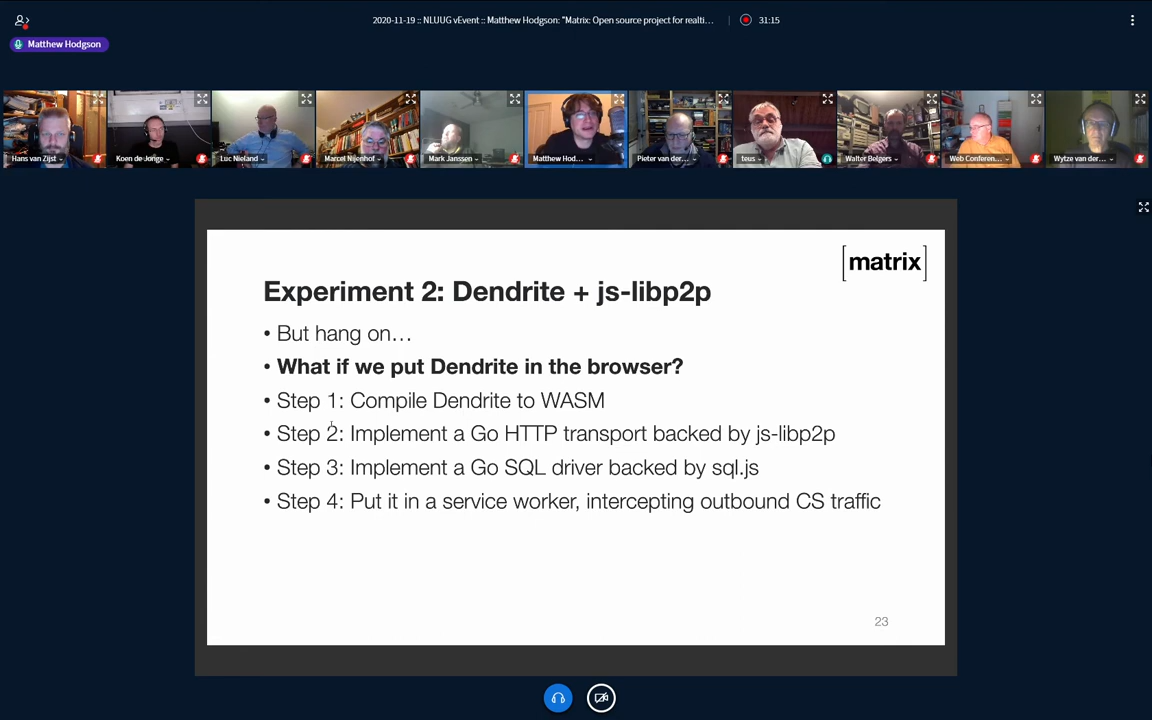 2020-11-19 :: NLUUG vEvent :: Matthew Hodgson: "Matrix: Open source project for realti...
31:15
Matthew Hodgson
Hans van Zijst
Koen de Jonge
Luc Nieland
Marcel Nijenhof
Mark Janssen
Matthew Hod...
Pieter van der...
teus
Walter Belgers
Web Conferen...
Wytze van der...
[matrix]
Experiment 2: Dendrite + js-libp2p
• But hang on…
• What if we put Dendrite in the browser?
• Step 1: Compile Dendrite to WASM
• Step 2: Implement a Go HTTP transport backed by js-libp2p
• Step 3: Implement a Go SQL driver backed by sql.js
• Step 4: Put it in a service worker, intercepting outbound CS traffic
23